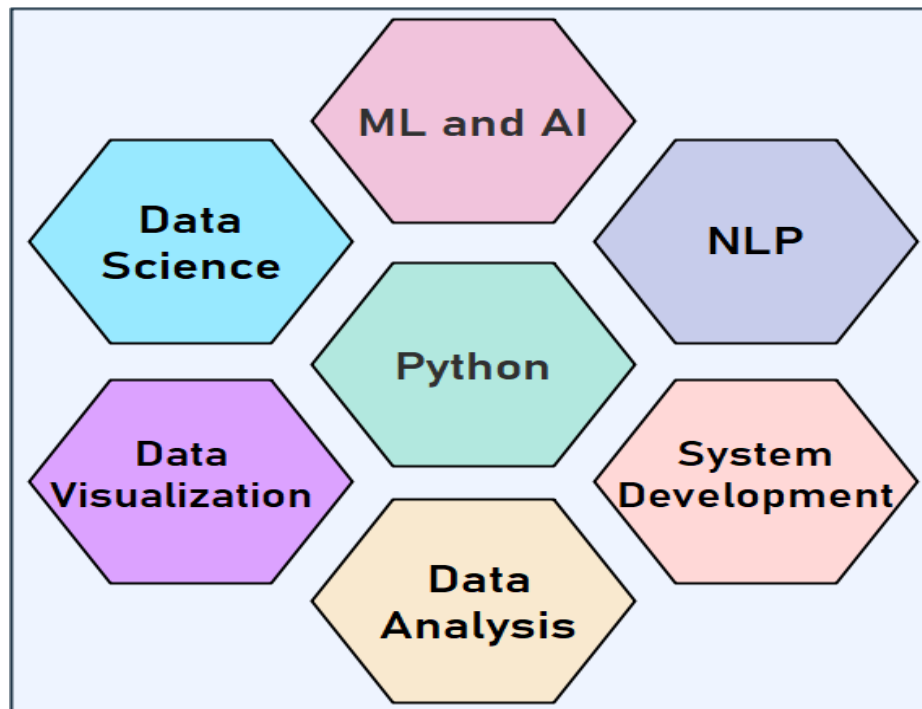 ML and AI
Data
Science
NLP
Python
Data
Visualization
System
Development
Data
Analysis